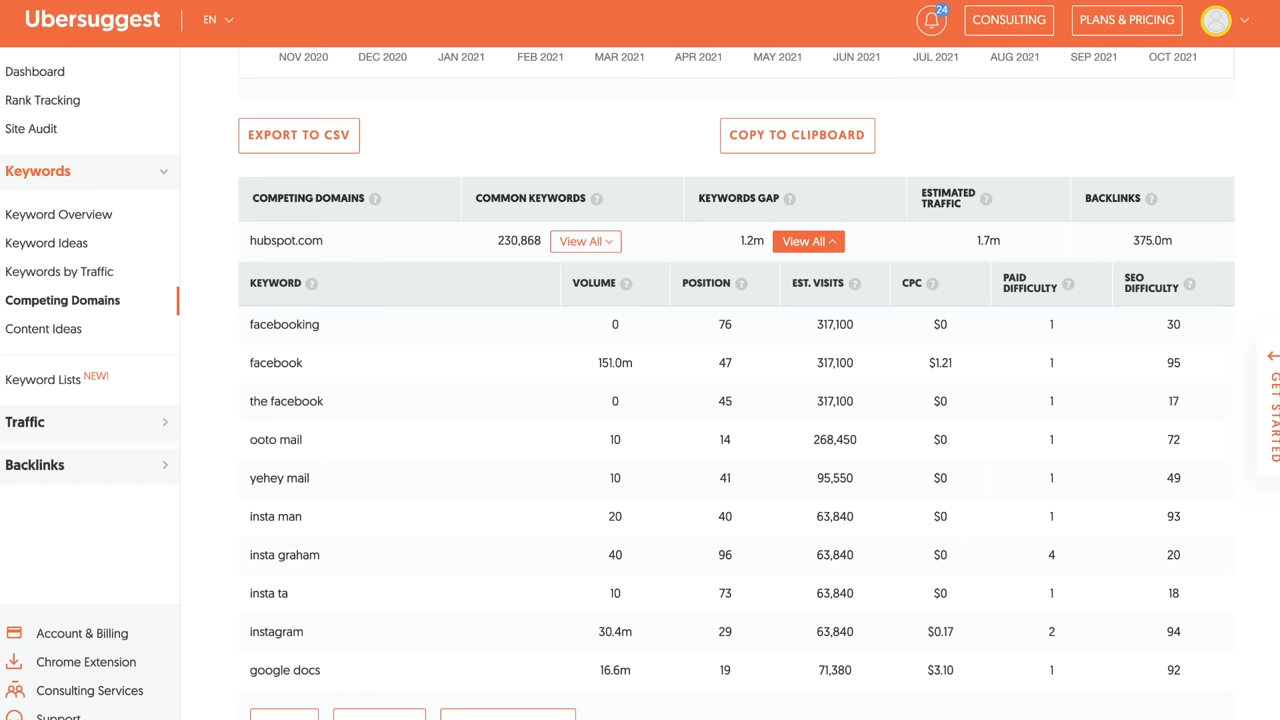 Ubersuggest EN 24 CONSULTING PLANS & PRICING
NOV 2020 DEC 2020 JAN 2021 FEB 2021 MAR 2021 APR 2021 MAY 2021 JUN 2021 JUL 2021 AUG 2021 SEP 2021 OCT 2021
Dashboard
Rank Tracking
Site Audit
Keywords
Keyword Overview
Keyword Ideas
Keywords by Traffic
Competing Domains
Content Ideas
Keyword Lists NEW!
Traffic
Backlinks
Account & Billing
Chrome Extension
Consulting Services
Support
EXPORT TO CSV COPY TO CLIPBOARD
COMPETING DOMAINS ? COMMON KEYWORDS ? KEYWORDS GAP ? ESTIMATED TRAFFIC ? BACKLINKS ?
hubspot.com 230,868 View All 1.2m View All 1.7m 375.0m
KEYWORD ? VOLUME ? POSITION ? EST. VISITS ? CPC ? PAID DIFFICULTY ? SEO DIFFICULTY ?
facebooking 0 76 317,100 $0 1 30
facebook 151.0m 47 317,100 $1.21 1 95
the facebook 0 45 317,100 $0 1 17
ooto mail 10 14 268,450 $0 1 72
yehey mail 10 41 95,550 $0 1 49
insta man 20 40 63,840 $0 1 93
insta graham 40 96 63,840 $0 4 20
insta ta 10 73 63,840 $0 1 18
instagram 30.4m 29 63,840 $0.17 2 94
google docs 16.6m 19 71,380 $3.10 1 92
GET STARTED